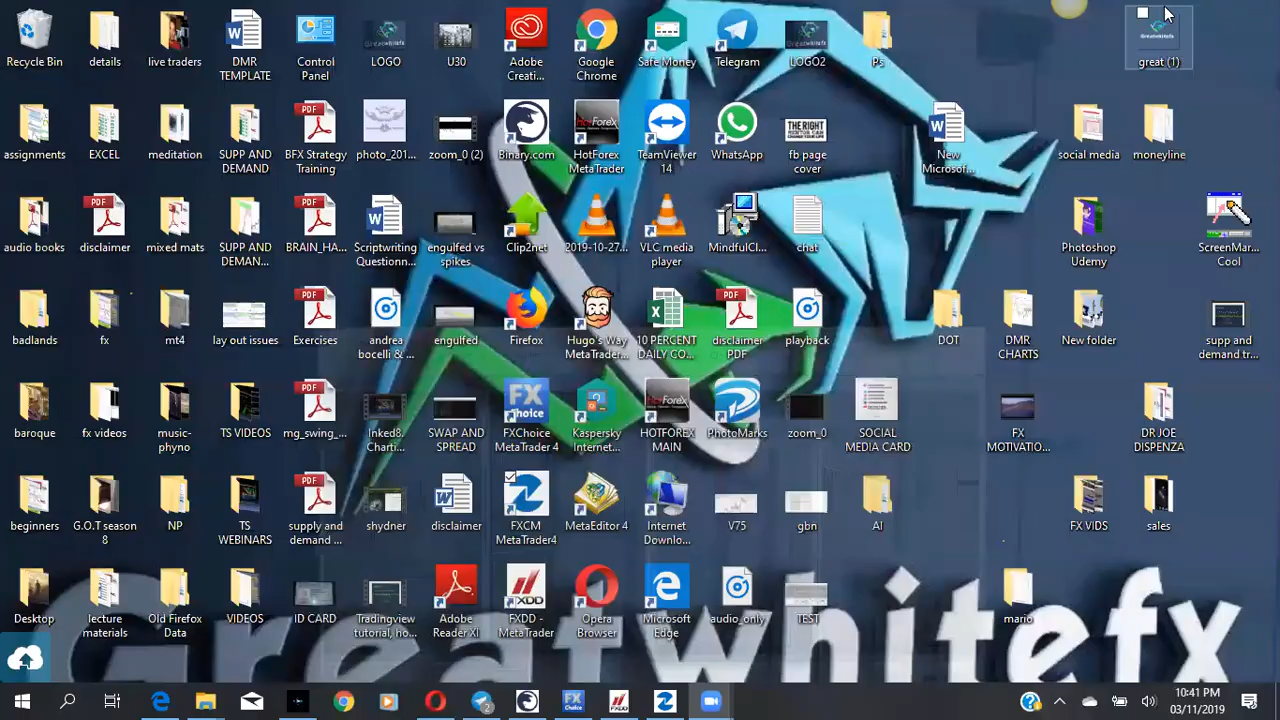 Recycle Bin
details
live traders
DMR
TEMPLATE
Control
Panel
LOGO
U30
Adobe
Creati...
Google
Chrome
Safe Money
Telegram
LOGO2
Ps
great (1)
assignments
EXCEL
meditation
SUPP AND
DEMAND
BFX Strategy
Training
photo_201...
zoom_0 (2)
Binary.com
HotForex
MetaTrader
TeamViewer
14
WhatsApp
THE RIGHT
MENTOR CAN
CHANGE YOUR LIFE
fb page
cover
New
Microsof...
social media
moneyline
audio books
disclaimer
mixed mats
SUPP AND
DEMAN...
BRAIN_HA...
Scriptwriting
Questionn...
engulfed vs
spikes
Clip2net
2019-10-27...
VLC media
player
MindfulCl...
chat
Photoshop
Udemy
ScreenMar...
Cool
badlands
fx
mt4
lay out issues
Exercises
andrea
bocelli & ...
engulfed
Firefox
Hugo's Way
MetaTrader...
10 PERCENT
DAILY CO...
disclaimer
PDF
playback
DOT
DMR
CHARTS
New folder
supp and
demand tr...
baroque
fx videos
music-
phyno
TS VIDEOS
mg_swing_...
Inked8.
Charti...
SWAP AND
SPREAD
FXChoice
MetaTrader 4
Kaspersky
Internet...
HOTFOREX
MAIN
PhotoMarks
zoom_0
SOCIAL
MEDIA CARD
FX
MOTIVATIO...
DR JOE
DISPENZA
beginners
G.O.T season
8
NP
TS
WEBINARS
supply and
demand ...
shydner
disclaimer
FXCM
MetaTrader4
MetaEditor 4
Internet
Downlo...
V75
gbn
AI
FX VIDS
sales
Desktop
lecture
materials
Old Firefox
Data
VIDEOS
ID CARD
Tradingview
tutorial, ho...
Adobe
Reader XI
FXDD -
MetaTrader
Opera
Browser
Microsoft
Edge
audio_only
TEST
mario
Greatwhitefx
10:41 PM
03/11/2019